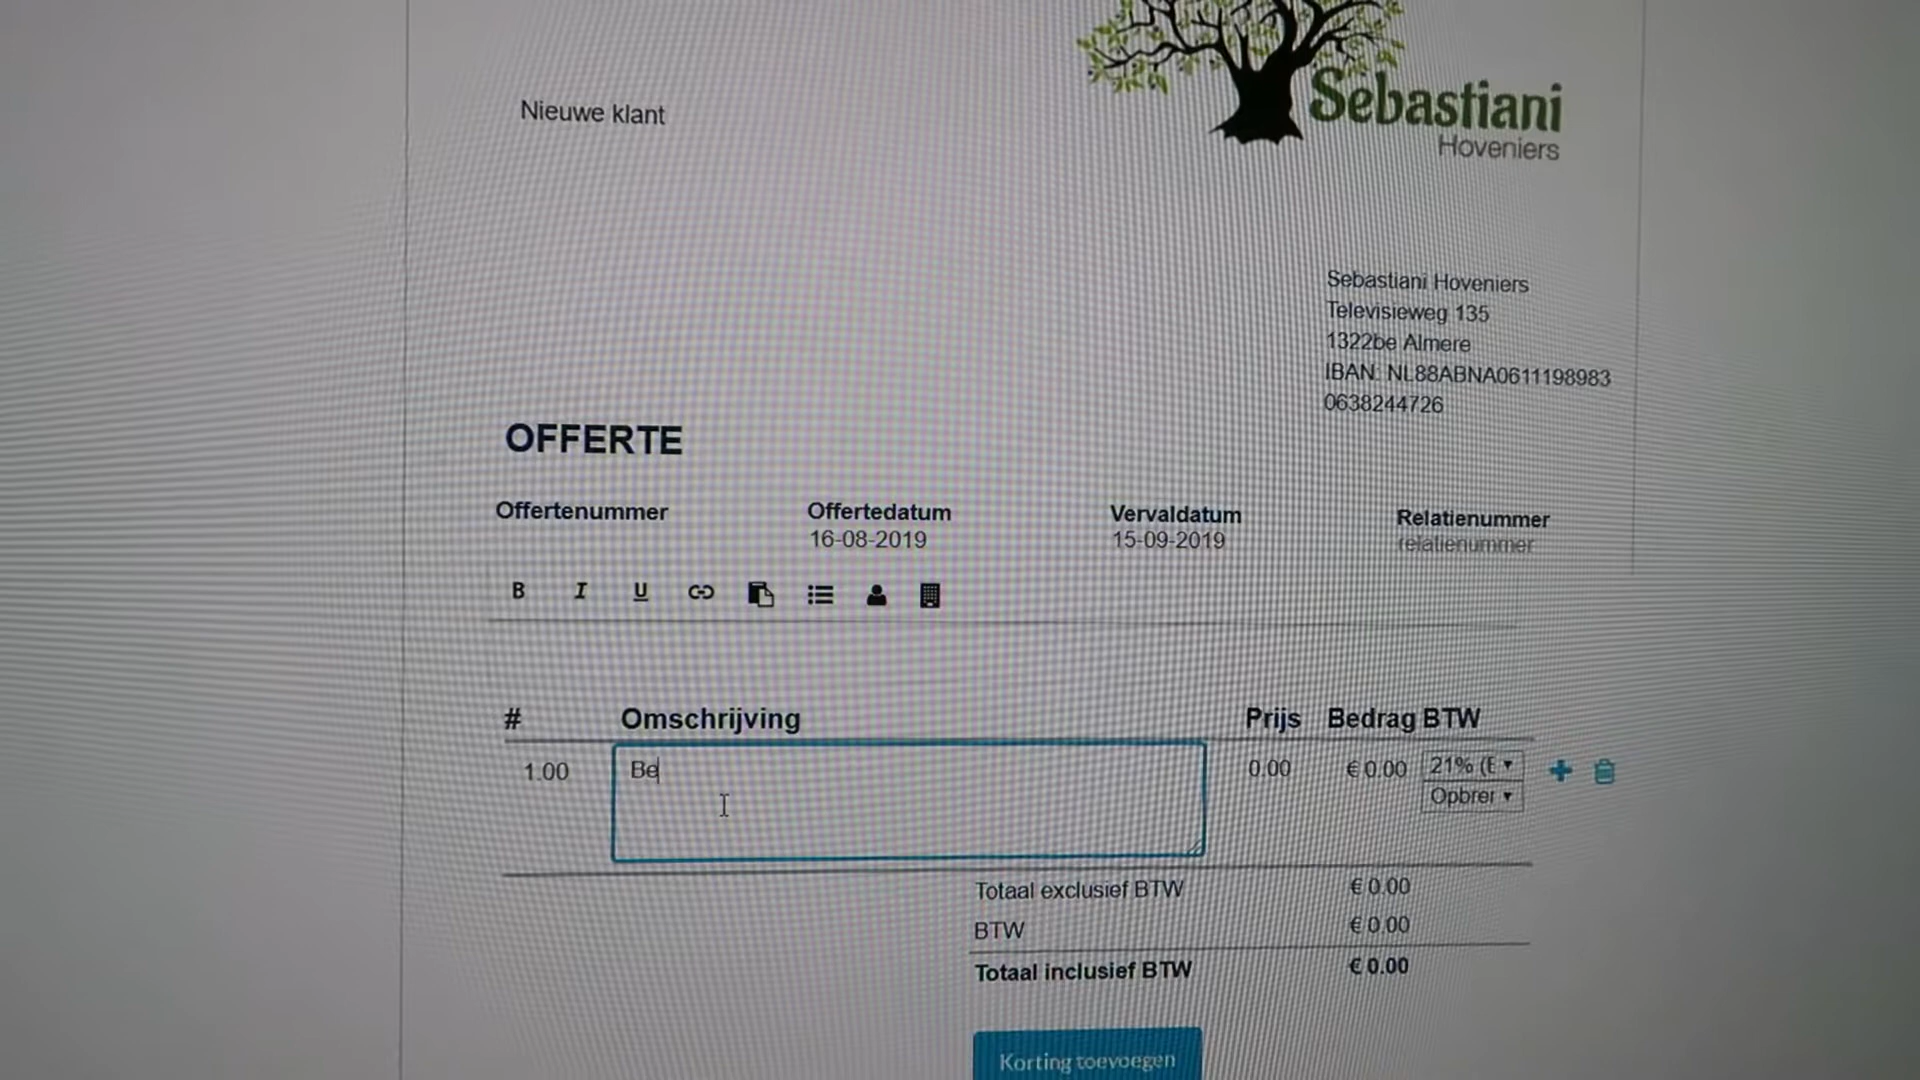 Nieuwe klant
Sebastiani
Hoveniers
Sebastiani Hoveniers
Televisieweg 135
1322be Almere
IBAN: NL88ABNA0611198983
0638244726
OFFERTE
Offertenummer Offertedatum Vervaldatum Relatienummer
16-08-2019 15-09-2019 relatienummer
B I U
# Omschrijving Prijs Bedrag BTW
1.00 Be 0.00 € 0.00 21% (E
Opbrer
Totaal exclusief BTW € 0.00
BTW € 0.00
Totaal inclusief BTW € 0.00
Korting toevoegen